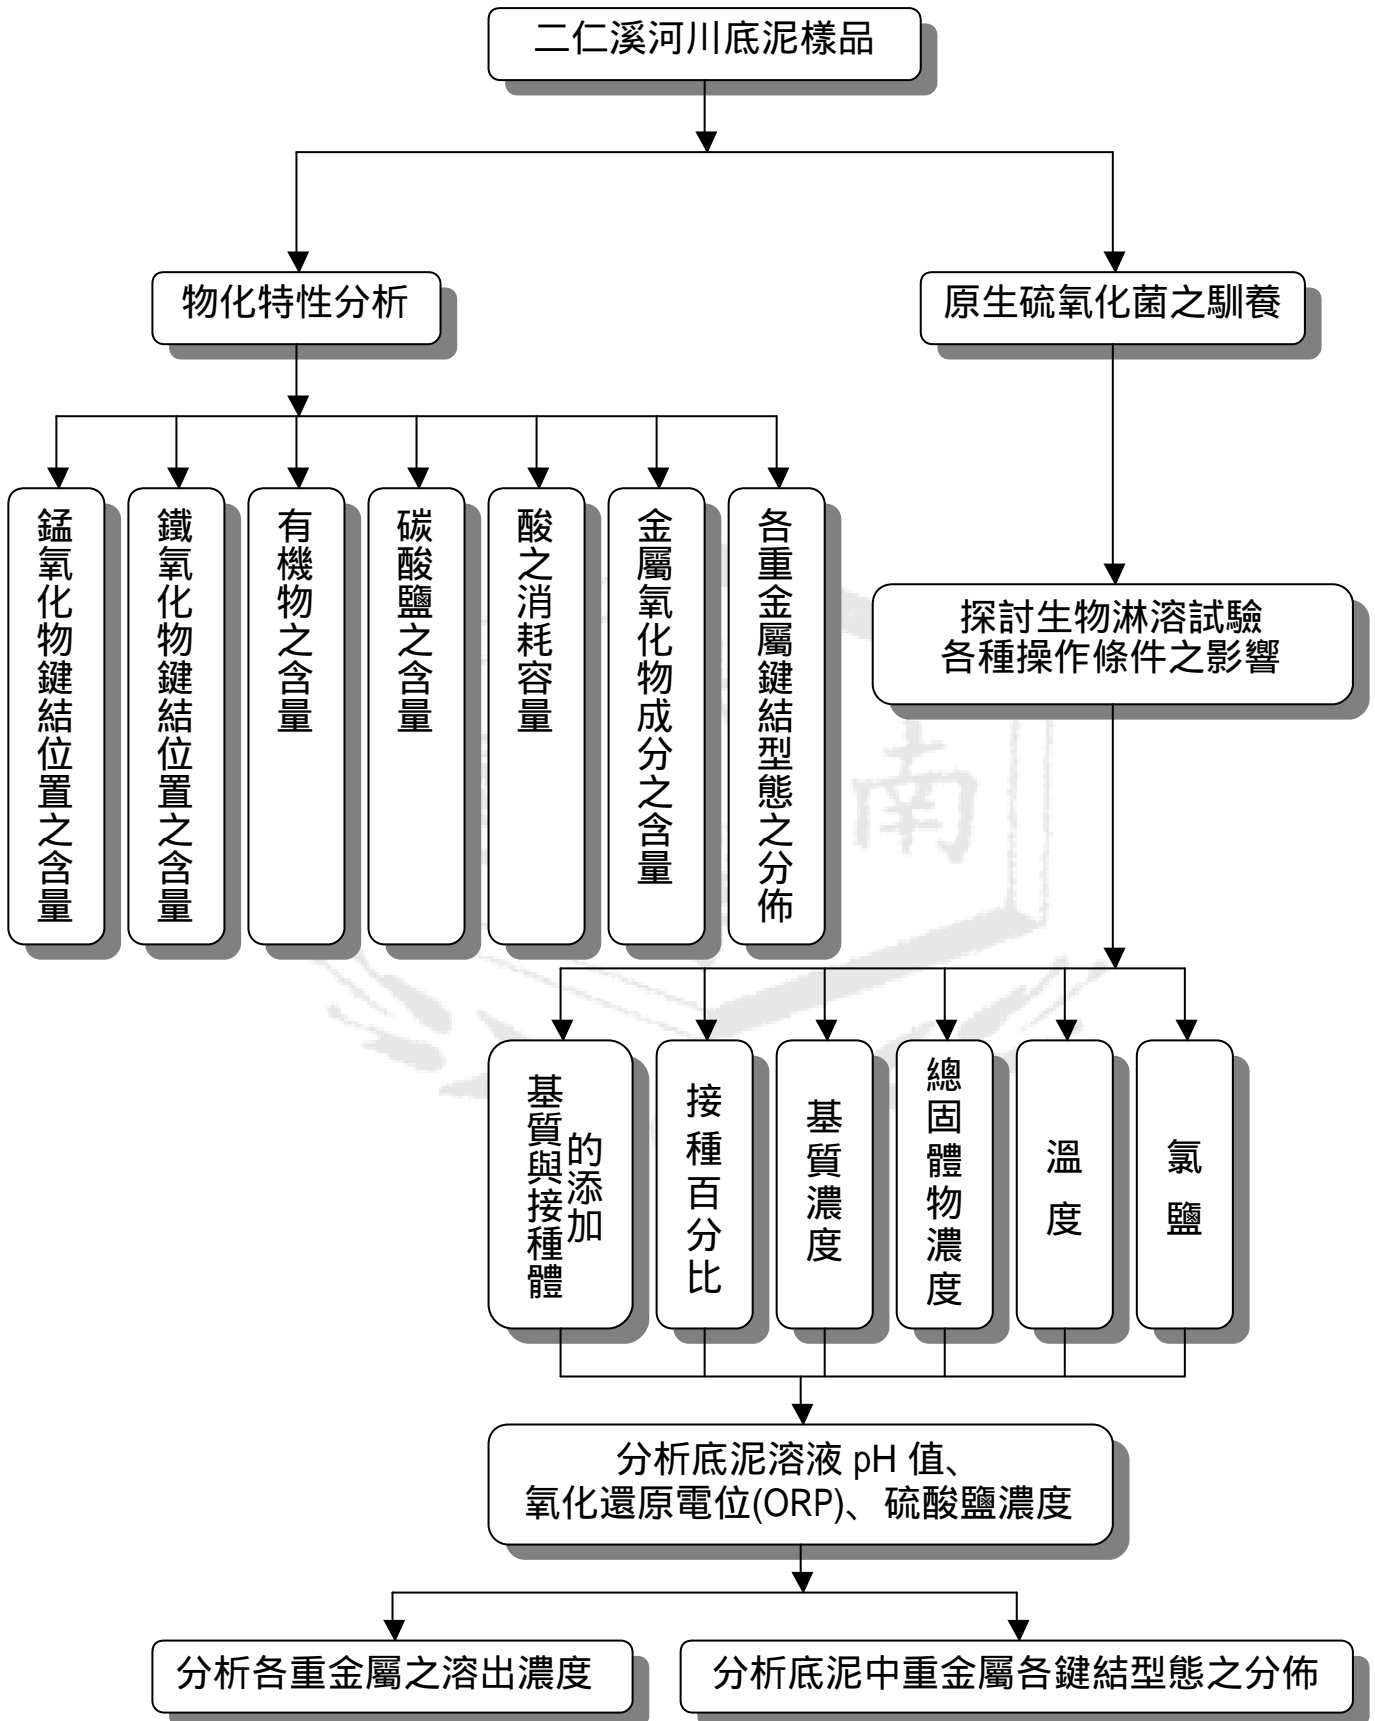 二仁溪河川底泥樣品
物化特性分析
原生硫氧化菌之馴養
錳氧化物鍵結位置之含量
鐵氧化物鍵結位置之含量
有機物之含量
碳酸鹽之含量
酸之消耗容量
金屬氧化物成分之含量
各重金屬鍵結型態之分佈
探討生物淋溶試驗
各種操作條件之影響
南
基質與接種體
的添加
接種百分比
基質濃度
總固體物濃度
溫度
氯鹽
分析底泥溶液 pH 值、
氧化還原電位(ORP)、硫酸鹽濃度
分析各重金屬之溶出濃度
分析底泥中重金屬各鍵結型態之分佈